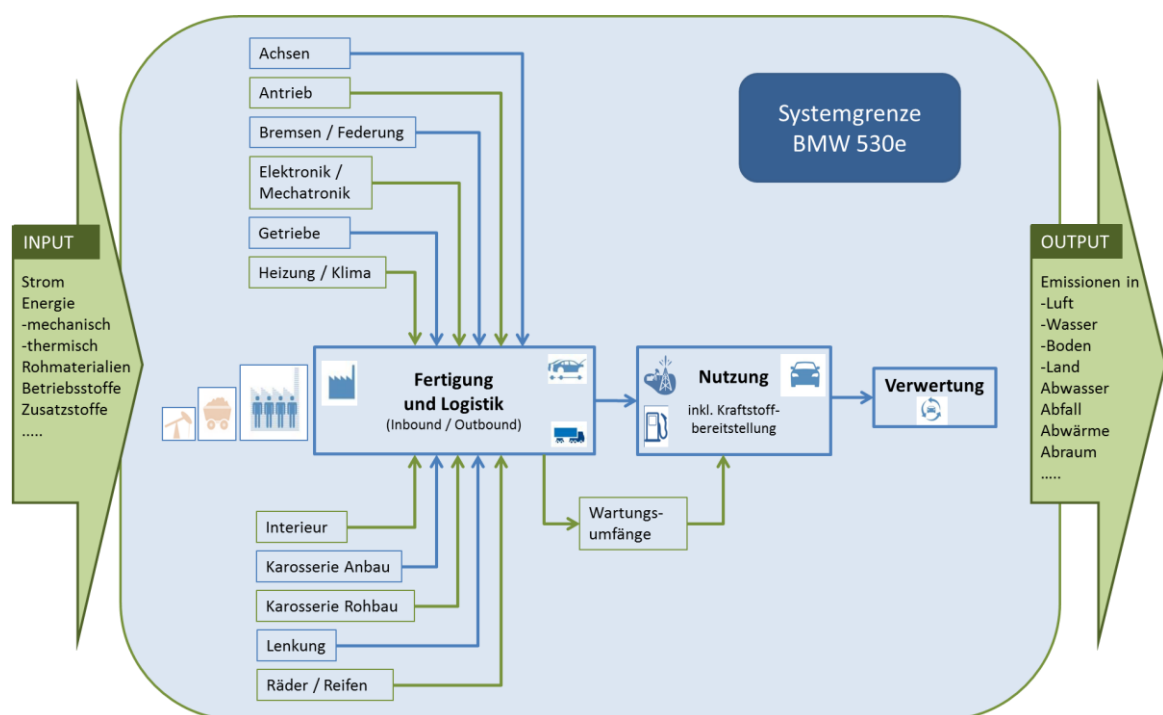 Systemgrenze
BMW 530e
Achsen
Antrieb
Bremsen / Federung
Elektronik /
Mechatronik
Getriebe
Heizung / Klima
INPUT
Strom
Energie
-mechanisch
-thermisch
Rohmaterialien
Betriebsstoffe
Zusatzstoffe
.....
Fertigung
und Logistik
(Inbound / Outbound)
Nutzung
inkl. Kraftstoff-
bereitstellung
Verwertung
Wartungs-
umfänge
Interieur
Karosserie Anbau
Karosserie Rohbau
Lenkung
Räder / Reifen
OUTPUT
Emissionen in
-Luft
-Wasser
-Boden
-Land
Abwasser
Abfall
Abwärme
Abraum
.....